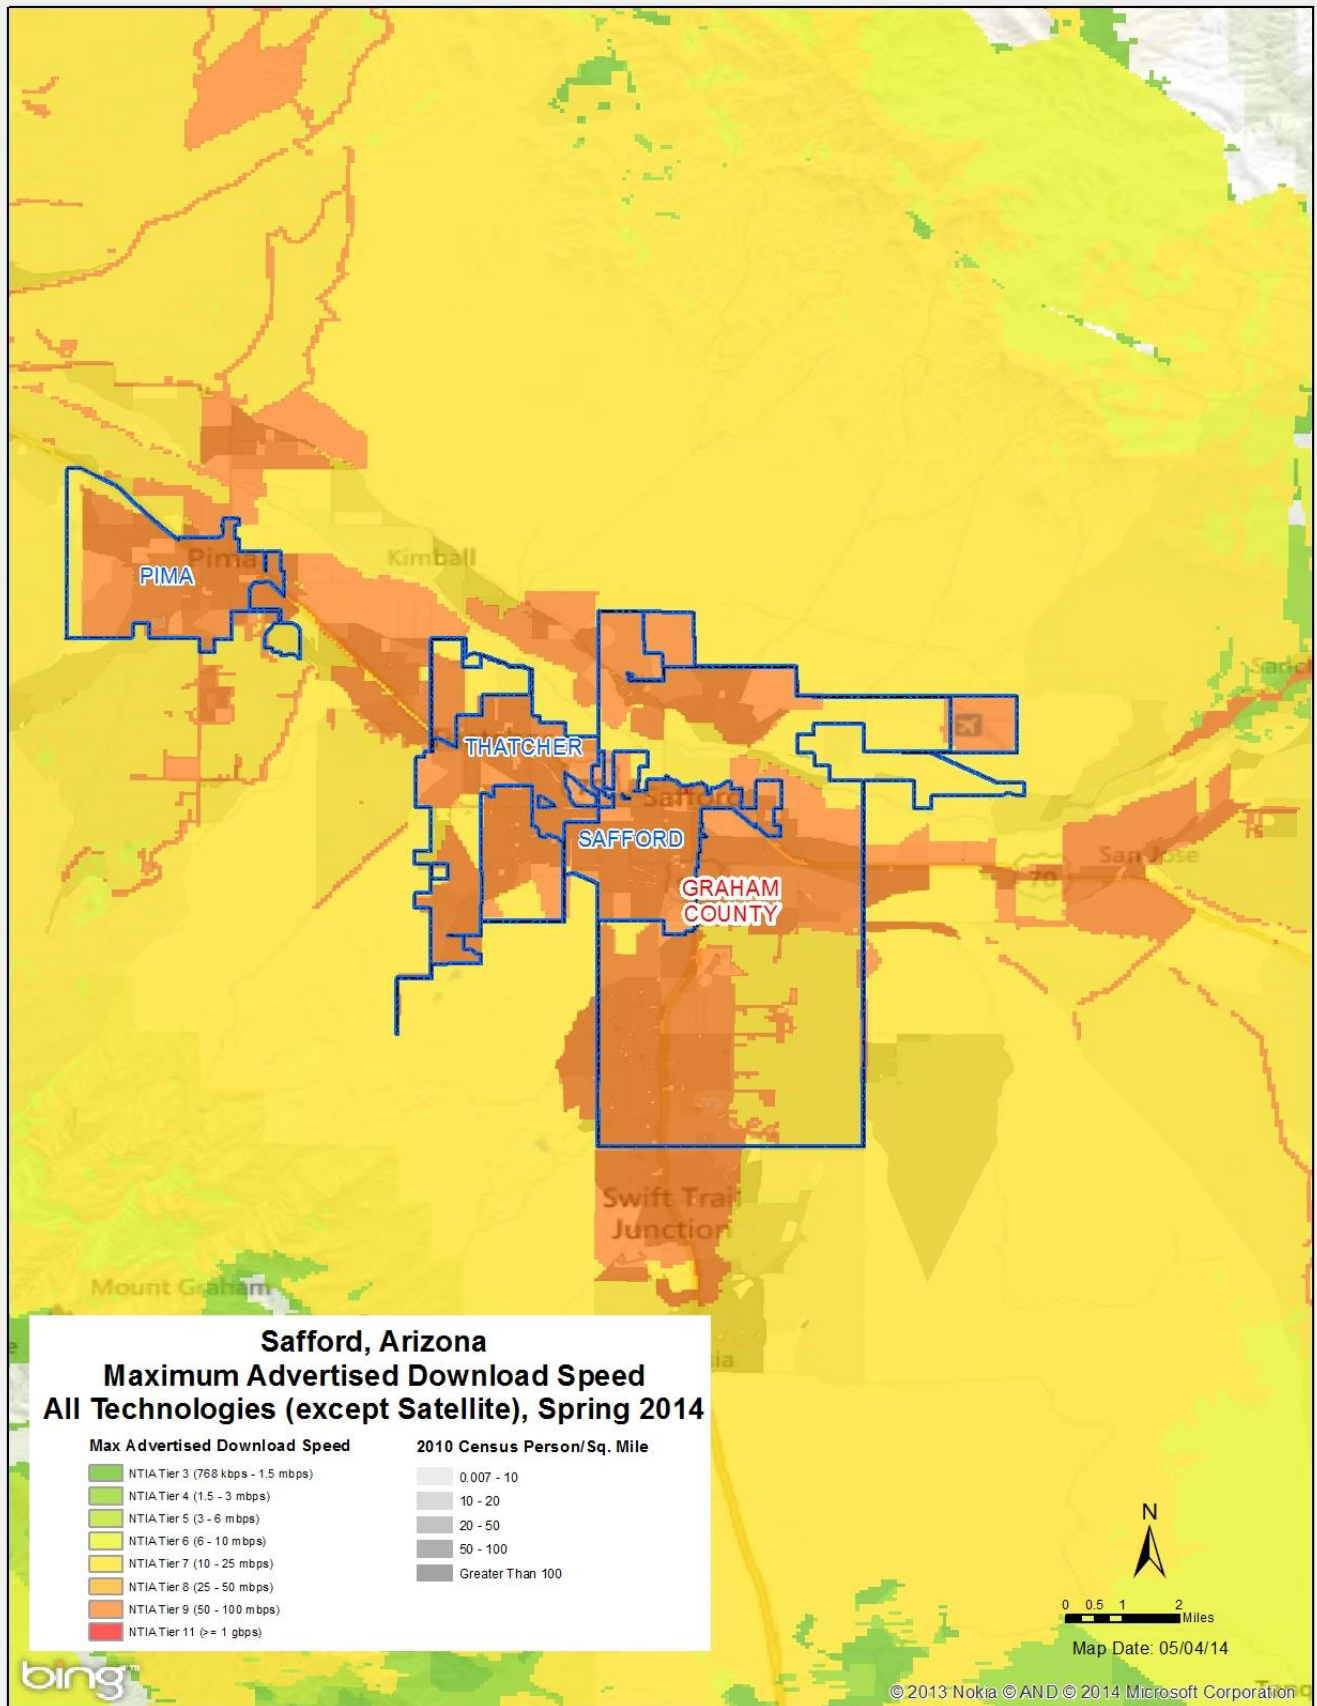 Kimball
Pima
PIMA
THATCHER
Safford
SAFFORD
GRAHAM
COUNTY
San Jose
70
Swift Trail
Junction
Mount Graham
Safford, Arizona
Maximum Advertised Download Speed
All Technologies (except Satellite), Spring 2014
Max Advertised Download Speed
NTIA Tier 3 (768 kbps - 1.5 mbps)
NTIA Tier 4 (1.5 - 3 mbps)
NTIA Tier 5 (3 - 6 mbps)
NTIA Tier 6 (6 - 10 mbps)
NTIA Tier 7 (10 - 25 mbps)
NTIA Tier 8 (25 - 50 mbps)
NTIA Tier 9 (50 - 100 mbps)
NTIA Tier 11 (>= 1 gbps)
2010 Census Person/Sq. Mile
0.007 - 10
10 - 20
20 - 50
50 - 100
Greater Than 100
N
0 0.5 1 2
Miles
Map Date: 05/04/14
bing™
© 2013 Nokia © AND © 2014 Microsoft Corporation